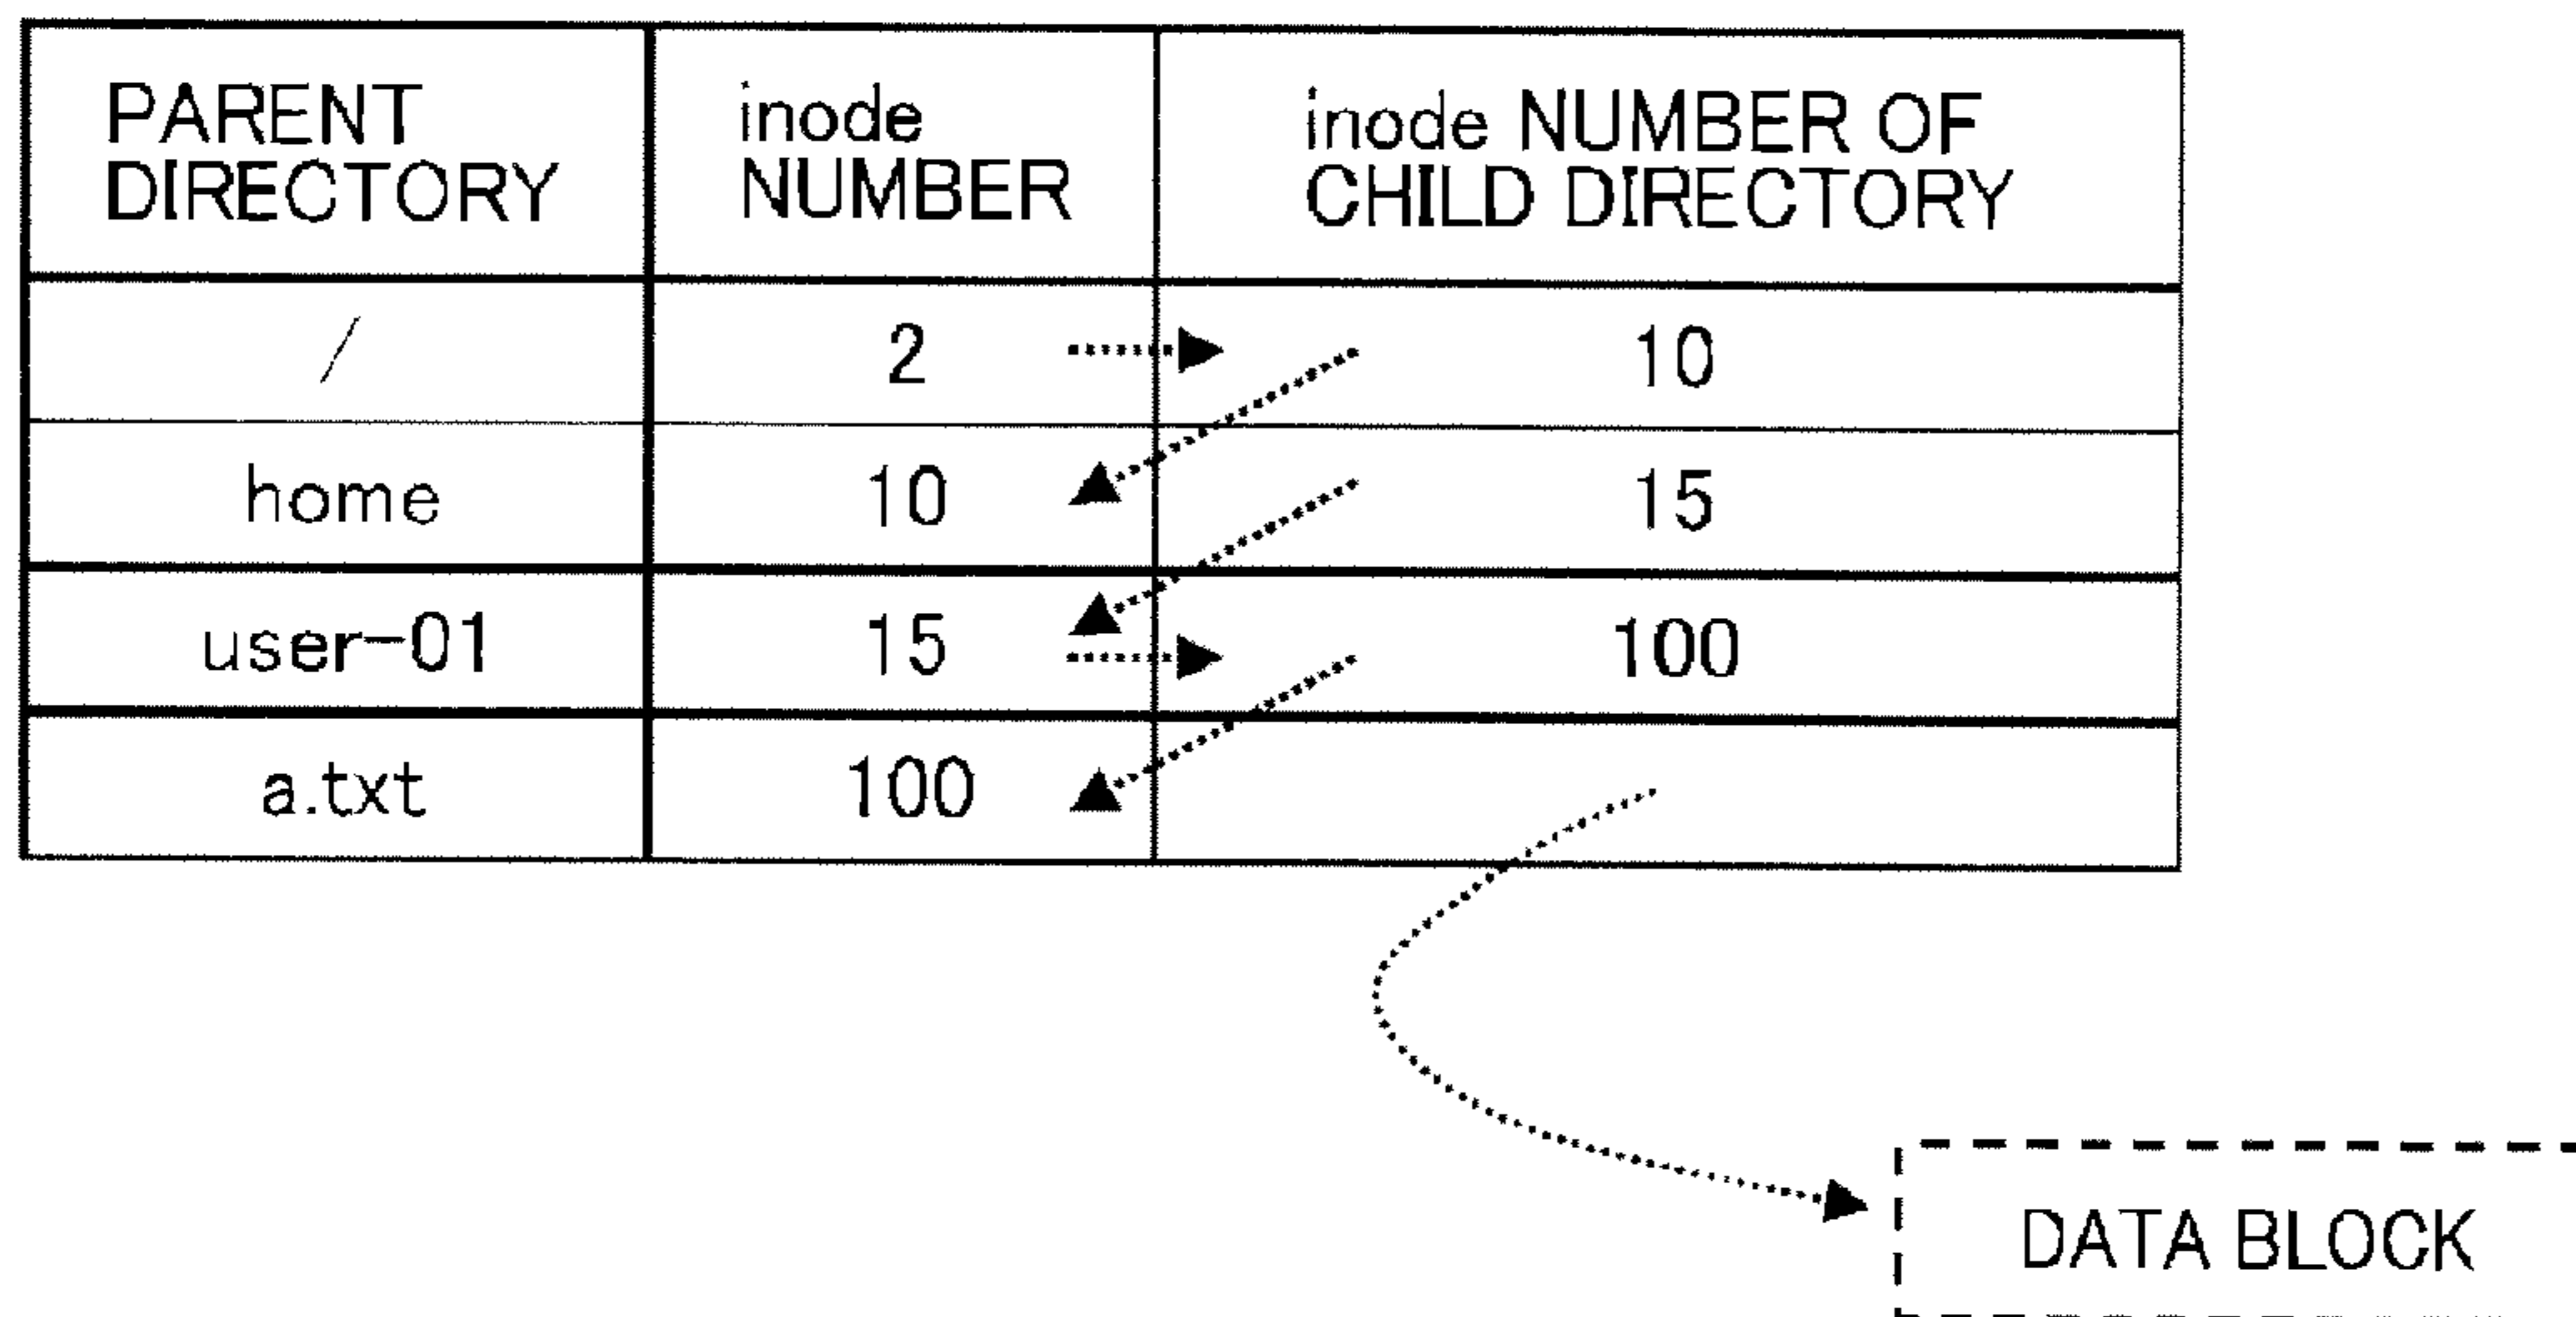 PARENT
DIRECTORY
inode
NUMBER
inode NUMBER OF
CHILD DIRECTORY
/
2
10
home
10
15
user-01
15
100
a.txt
100
DATA BLOCK